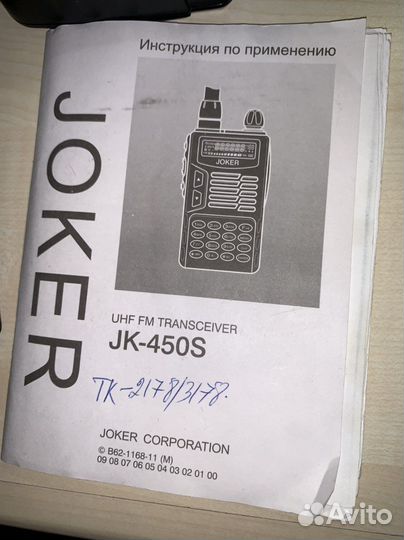 Инструкция по применению
JOKER
JOKER
UHF FM TRANSCEIVER
JK-450S
TK-2178/3178.
JOKER CORPORATION
© B62-1168-11 (M)
09 08 07 06 05 04 03 02 01 00
Avito